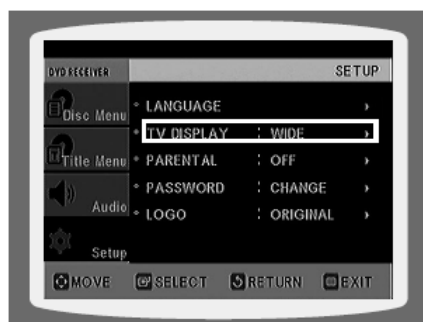 DVD RECEIVER SETUP
Disc Menu
Title Menu
Audio
Setup
LANGUAGE
TV DISPLAY : WIDE
PARENTAL : OFF
PASSWORD : CHANGE
LOGO : ORIGINAL
MOVE SELECT RETURN EXIT